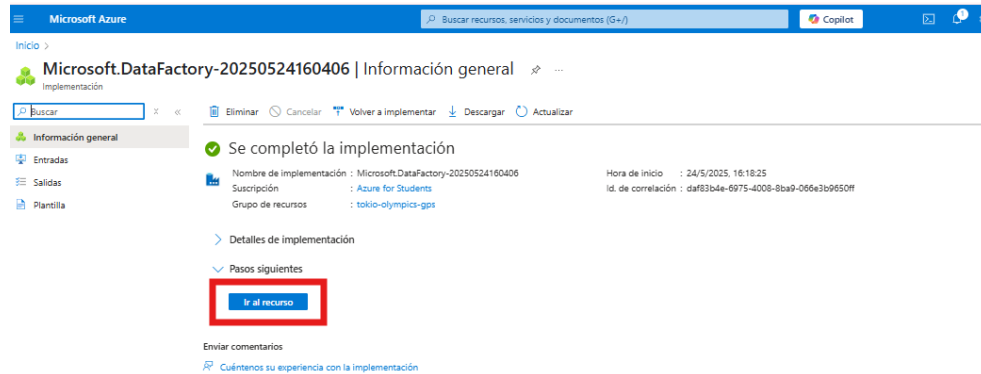 Microsoft Azure
Buscar recursos, servicios y documentos (G+/)
Copilot
1
Inicio >
Microsoft.DataFactory-20250524160406 | Información general
Implementación
Buscar
Eliminar Cancelar Volver a implementar Descargar Actualizar
Información general
Entradas
Salidas
Plantilla
Se completó la implementación
Nombre de implementación : Microsoft.DataFactory-20250524160406 Hora de inicio : 24/5/2025, 16:18:25
Suscripción : Azure for Students Id. de correlación : daf83b4e-6975-4008-8ba9-066e3b9650ff
Grupo de recursos : tokio-olympics-gps
Detalles de implementación
Pasos siguientes
Ir al recurso
Enviar comentarios
Cuéntenos su experiencia con la implementación